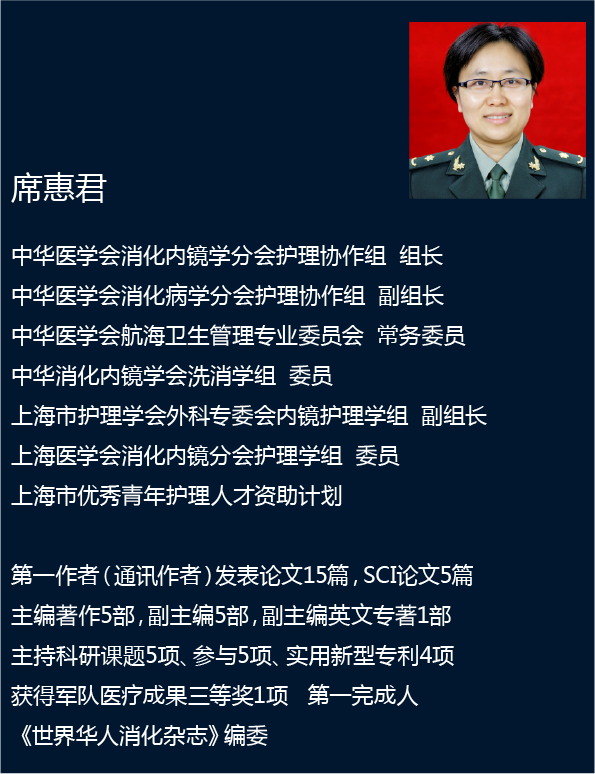 席惠君
中华医学会消化内镜学分会护理协作组 组长
中华医学会消化病学分会护理协作组 副组长
中华医学会航海卫生管理专业委员会 常务委员
中华消化内镜学会洗消学组 委员
上海市护理学会外科专委会内镜护理学组 副组长
上海医学会消化内镜分会护理学组 委员
上海市优秀青年护理人才资助计划
第一作者（通讯作者）发表论文15篇，SCI论文5篇
主编著作5部，副主编5部，副主编英文专著1部
主持科研课题5项、参与5项、实用新型专利4项
获得军队医疗成果三等奖1项 第一完成人
《世界华人消化杂志》编委